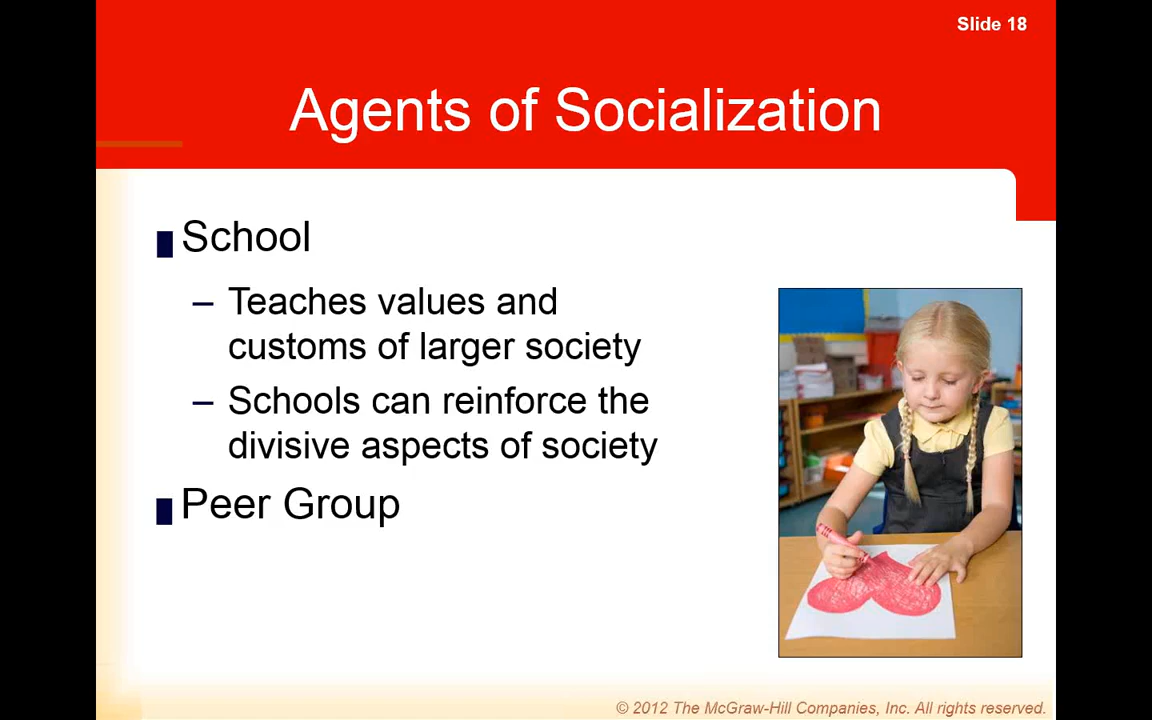 Slide 18
Agents of Socialization
School
– Teaches values and
customs of larger society
– Schools can reinforce the
divisive aspects of society
Peer Group
© 2012 The McGraw-Hill Companies, Inc. All rights reserved.